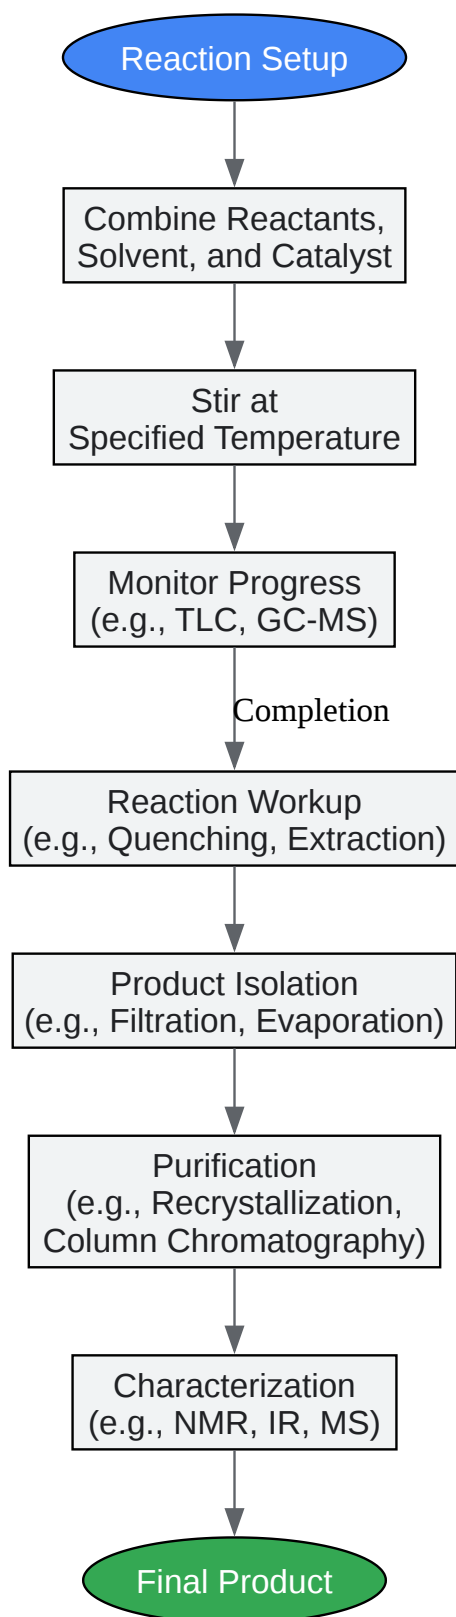 Reaction Setup
Combine Reactants,
Solvent, and Catalyst
Stir at
Specified Temperature
Monitor Progress
(e.g., TLC, GC-MS)
Completion
Reaction Workup
(e.g., Quenching, Extraction)
Product Isolation
(e.g., Filtration, Evaporation)
Purification
(e.g., Recrystallization,
Column Chromatography)
Characterization
(e.g., NMR, IR, MS)
Final Product